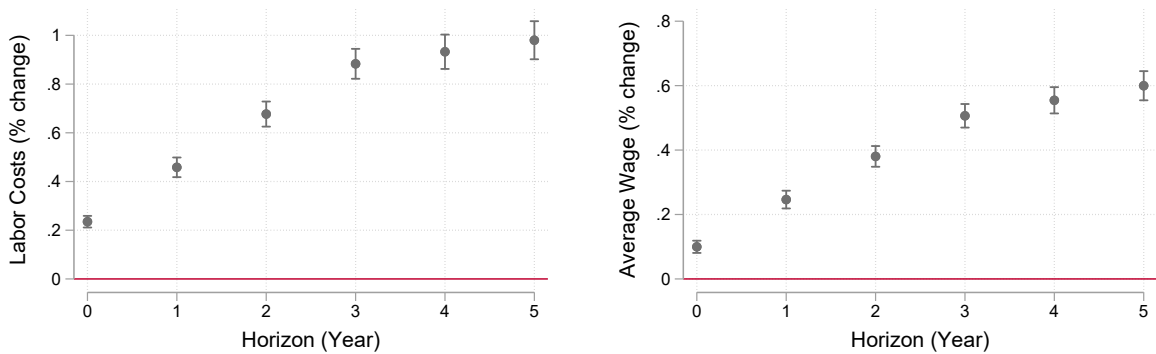 Labor Costs (% change)
1
.8
.6
.4
.2
0
0 1 2 3 4 5
Horizon (Year)
Average Wage (% change)
.8
.6
.4
.2
0
0 1 2 3 4 5
Horizon (Year)